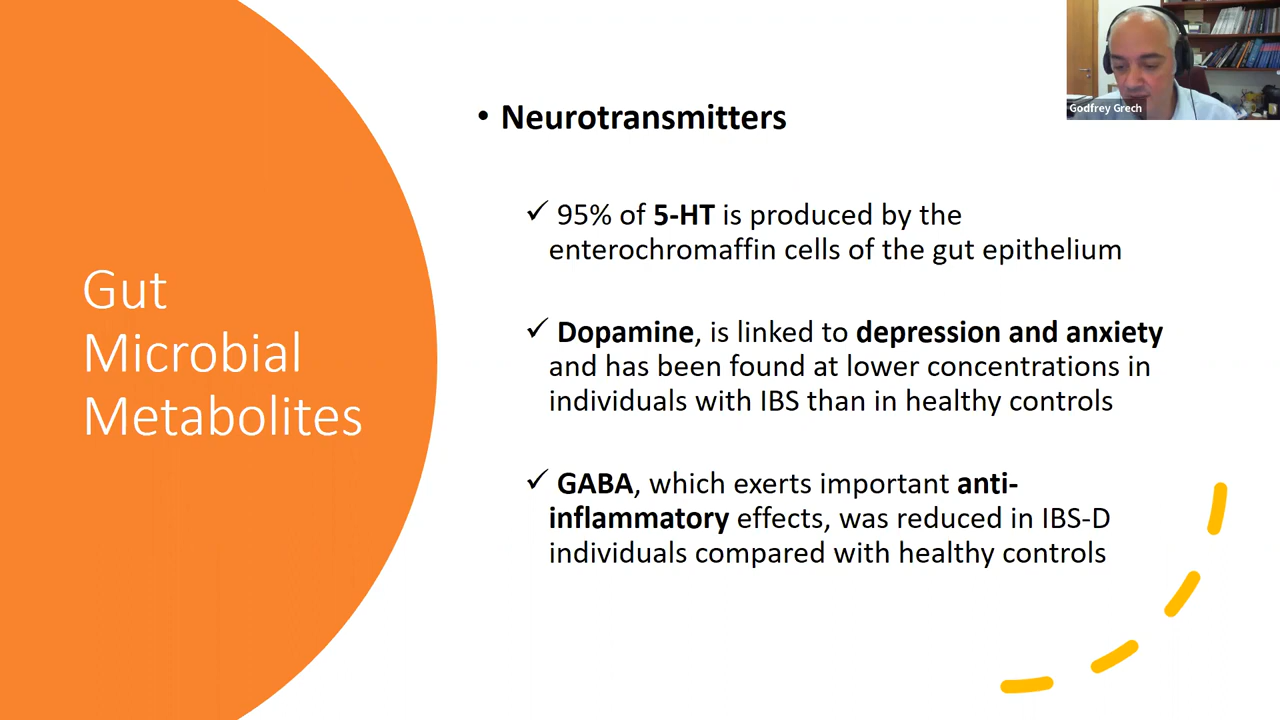 Gut
Microbial
Metabolites
• Neurotransmitters
✓ 95% of 5-HT is produced by the
enterochromaffin cells of the gut epithelium
✓ Dopamine, is linked to depression and anxiety
and has been found at lower concentrations in
individuals with IBS than in healthy controls
✓ GABA, which exerts important anti-
inflammatory effects, was reduced in IBS-D
individuals compared with healthy controls
Godfrey Grech